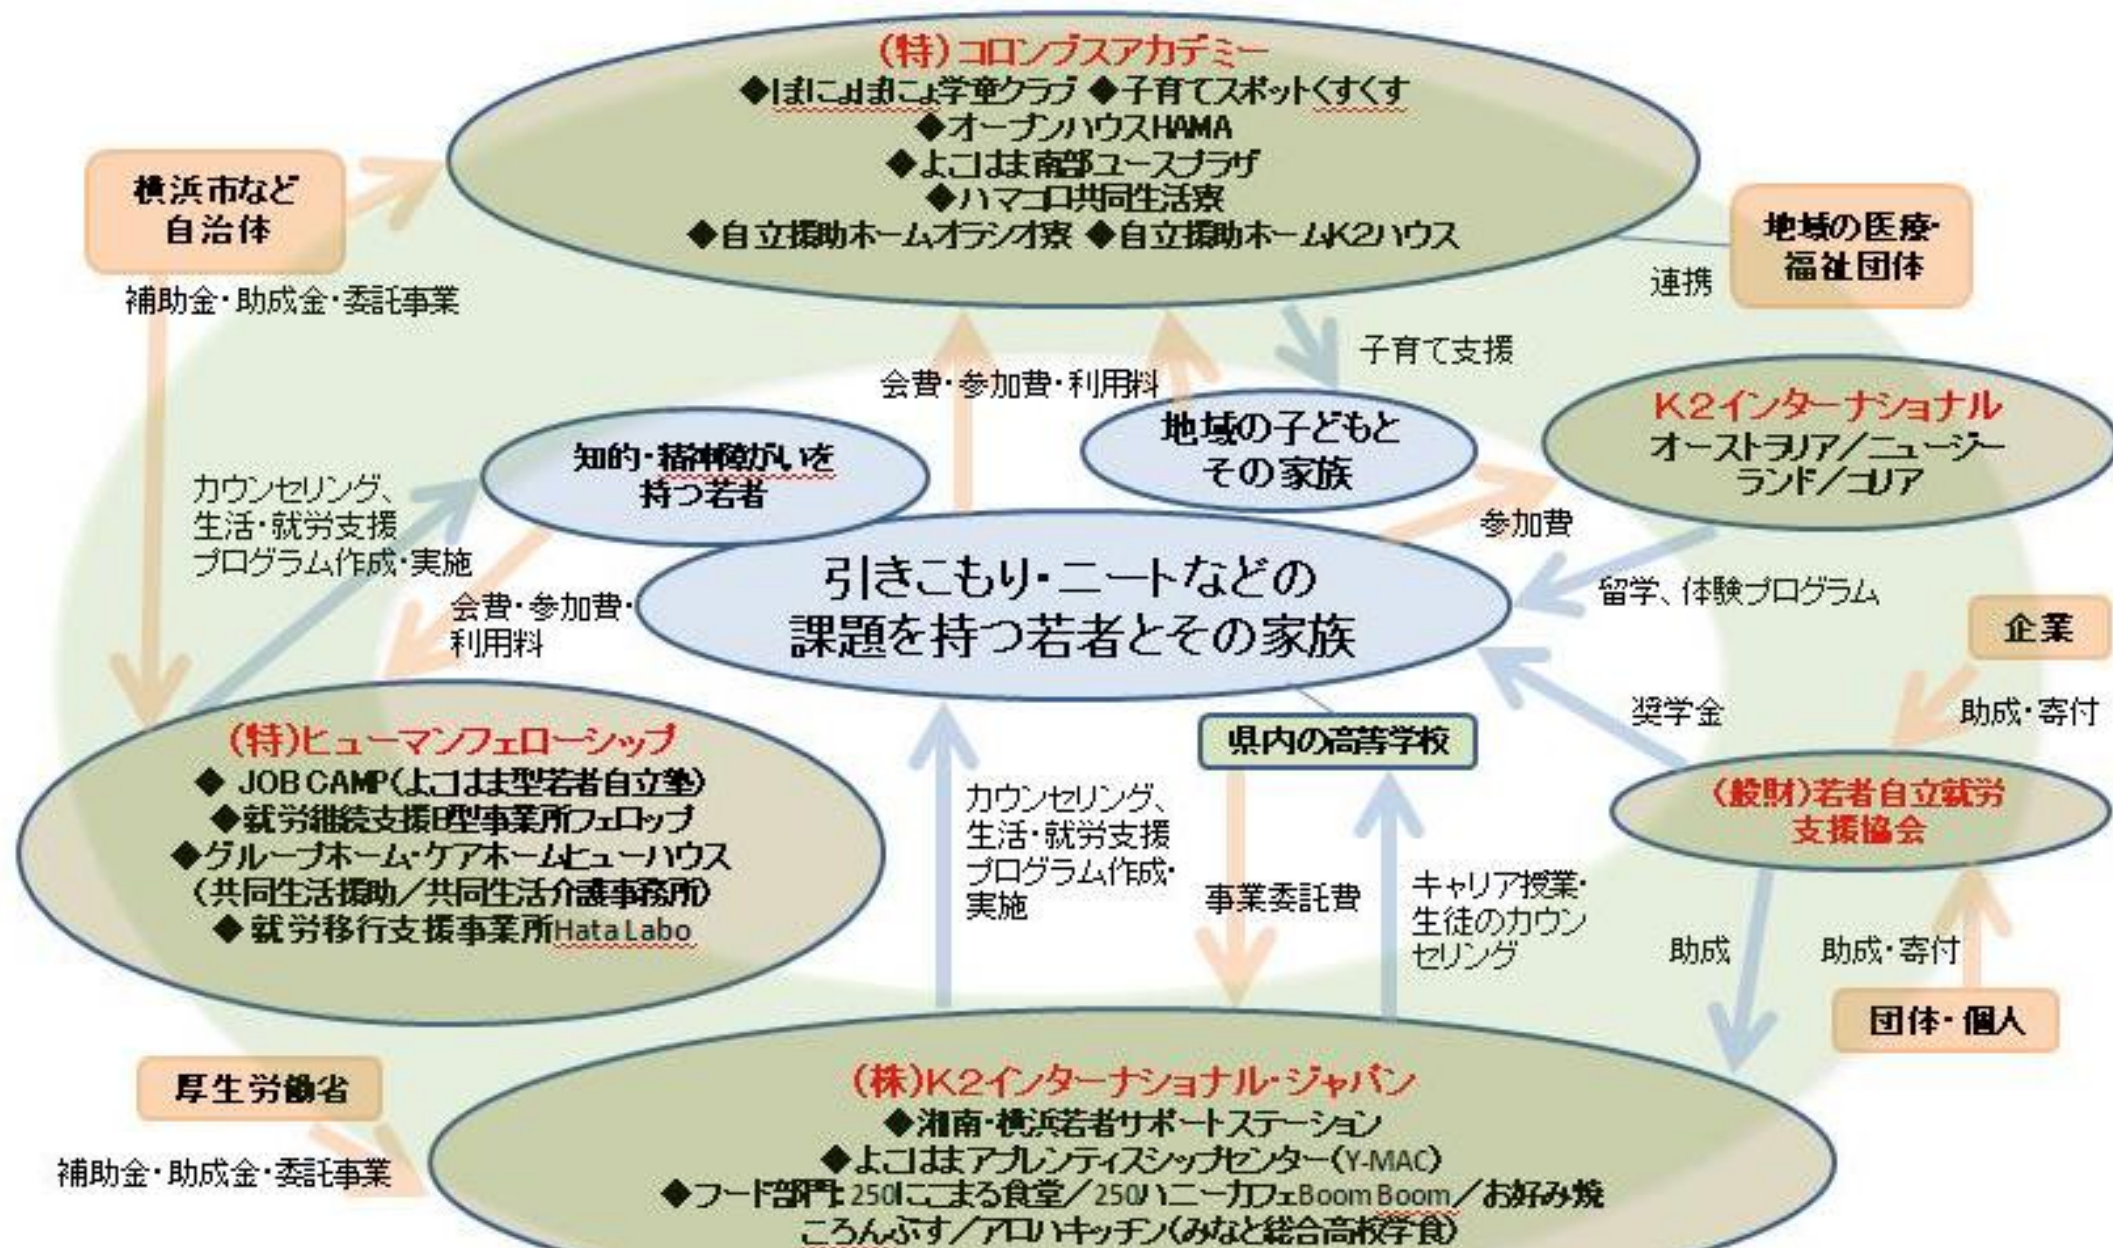 (特)コロンブスアカデミー
◆ぽにょぽにょ学童クラブ ◆子育てスポットくすくす
◆オープンハウスHAMA
◆よこはま南部ユースプラザ
◆ハマコロ共同生活寮
◆自立援助ホームオラシオ寮 ◆自立援助ホームK2ハウス
横浜市など
自治体
補助金・助成金・委託事業
地域の医療・
福祉団体
連携
子育て支援
会費・参加費・利用料
地域の子どもと
その家族
K2インターナショナル
オーストラリア/ニュージー
ランド/コリア
知的・精神障がいを
持つ若者
カウンセリング、
生活・就労支援
プログラム作成・実施
参加費
会費・参加費・
利用料
引きこもり・ニートなどの
課題を持つ若者とその家族
留学、体験プログラム
企業
助成・寄付
奨学金
県内の高等学校
(特)ヒューマンフェローシップ
◆ JOB CAMP(よこはま型若者自立塾)
◆就労継続支援B型事業所フェロップ
◆グループホーム・ケアホームヒューハウス
(共同生活援助/共同生活介護事務所)
◆ 就労移行支援事業所Hata Labo
(般財)若者自立就労
支援協会
カウンセリング、
生活・就労支援
プログラム作成・
実施
事業委託費
キャリア授業・
生徒のカウン
セリング
助成
助成・寄付
団体・個人
厚生労働省
補助金・助成金・委託事業
(株)K2インターナショナル・ジャパン
◆湘南・横浜若者サポートステーション
◆よこはまアプレンティスシップセンター(Y-MAC)
◆フード部門:250にこまる食堂/250ハニーカフェBoom Boom/お好み焼
ころんぶす/アロハキッチン(みなと総合高校学食)